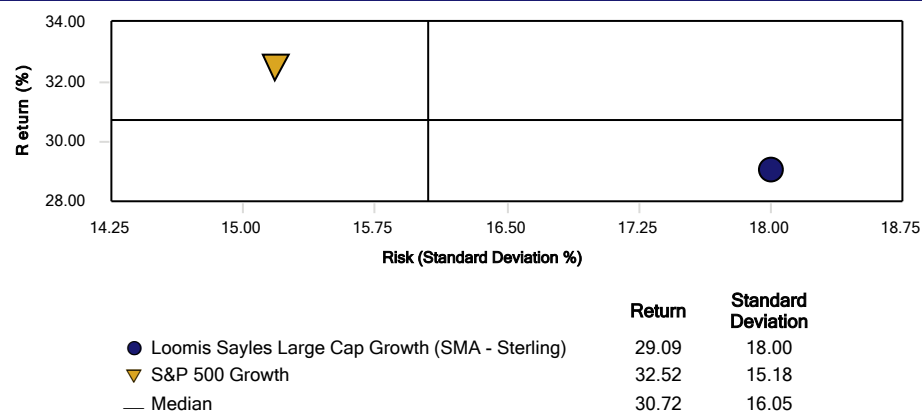 34.00
32.00
30.00
28.00
Return (%)
14.25 15.00 15.75 16.50 17.25 18.00 18.75
Risk (Standard Deviation %)
Return Standard Deviation
Loomis Sayles Large Cap Growth (SMA - Sterling) 29.09 18.00
S&P 500 Growth 32.52 15.18
Median 30.72 16.05